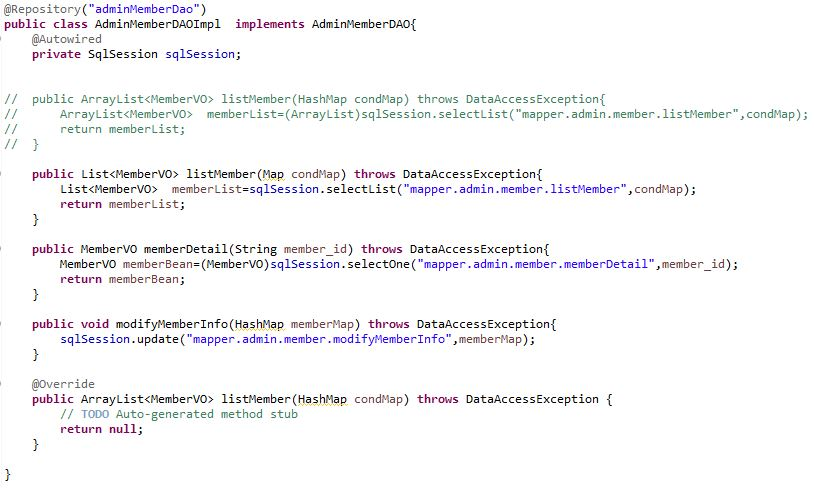 @Repository("adminMemberDao")
public class AdminMemberDAOImpl  implements AdminMemberDAO{
    @Autowired
    private SqlSession sqlSession;
//  public ArrayList<MemberVO> listMember(HashMap condMap) throws DataAccessException{
//      ArrayList<MemberVO>  memberList=(ArrayList)sqlSession.selectList("mapper.admin.member.listMember",condMap);
//      return memberList;
//  }
    public List<MemberVO> listMember(Map condMap) throws DataAccessException{
        List<MemberVO>  memberList=sqlSession.selectList("mapper.admin.member.listMember",condMap);
        return memberList;
    }
    public MemberVO memberDetail(String member_id) throws DataAccessException{
        MemberVO memberBean=(MemberVO)sqlSession.selectOne("mapper.admin.member.memberDetail",member_id);
        return memberBean;
    }
    public void modifyMemberInfo(HashMap memberMap) throws DataAccessException{
        sqlSession.update("mapper.admin.member.modifyMemberInfo",memberMap);
    }
    @Override
    public ArrayList<MemberVO> listMember(HashMap condMap) throws DataAccessException {
        // TODO Auto-generated method stub
        return null;
    }
}